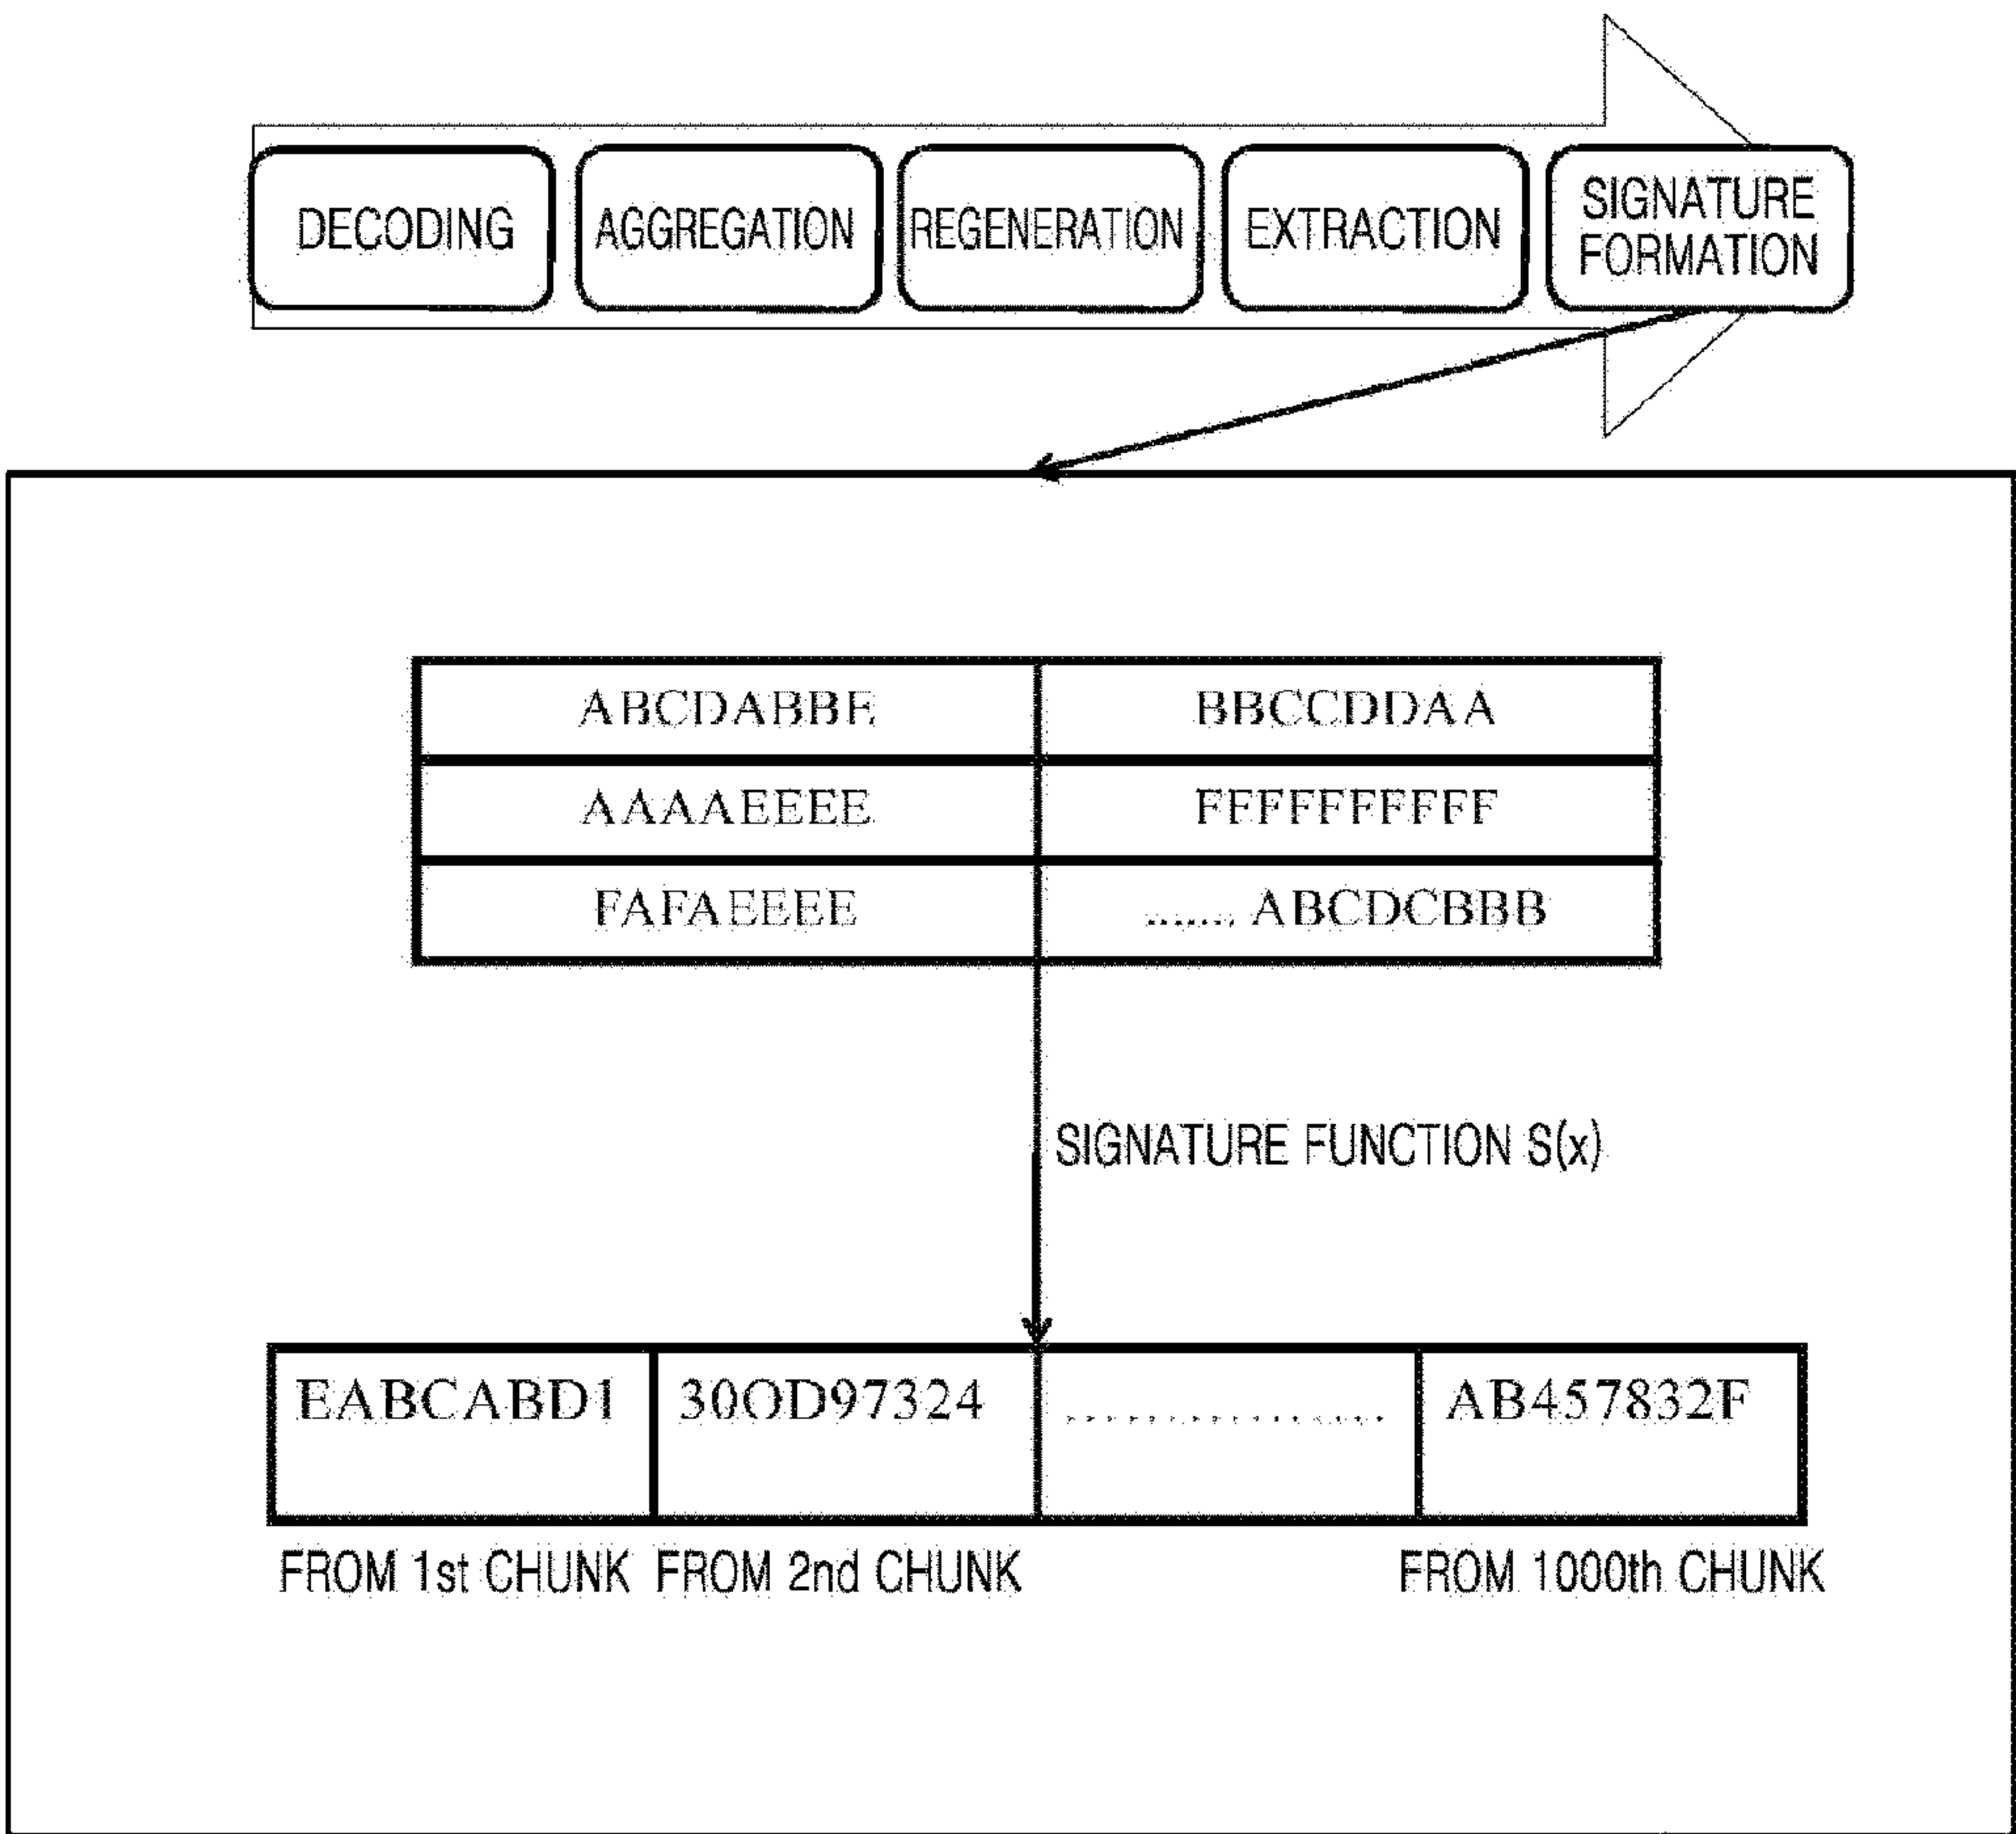 DECODING AGGREGATION REGENERATION EXTRACTION SIGNATURE
FORMATION
ABCDABBE BBCCDDAA
AAAAEEEE FFFFFFFFFF
FAFAEEEE ....... ABCDCBBB
SIGNATURE FUNCTION S(x)
EABCABD1 30OD97324 ................. AB457832F
FROM 1st CHUNK FROM 2nd CHUNK FROM 1000th CHUNK